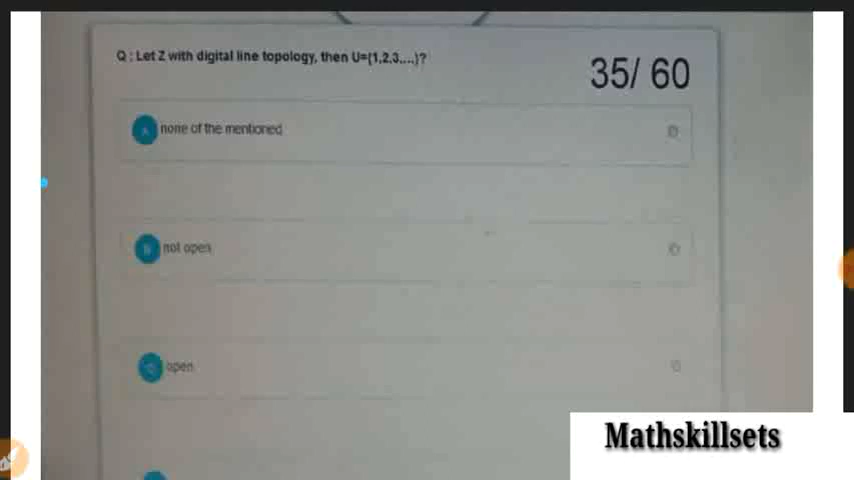 Q : Let Z with digital line topology, then U={1,2,3,...,}?
35/ 60
A none of the mentioned
B not open
open
Mathskillsets